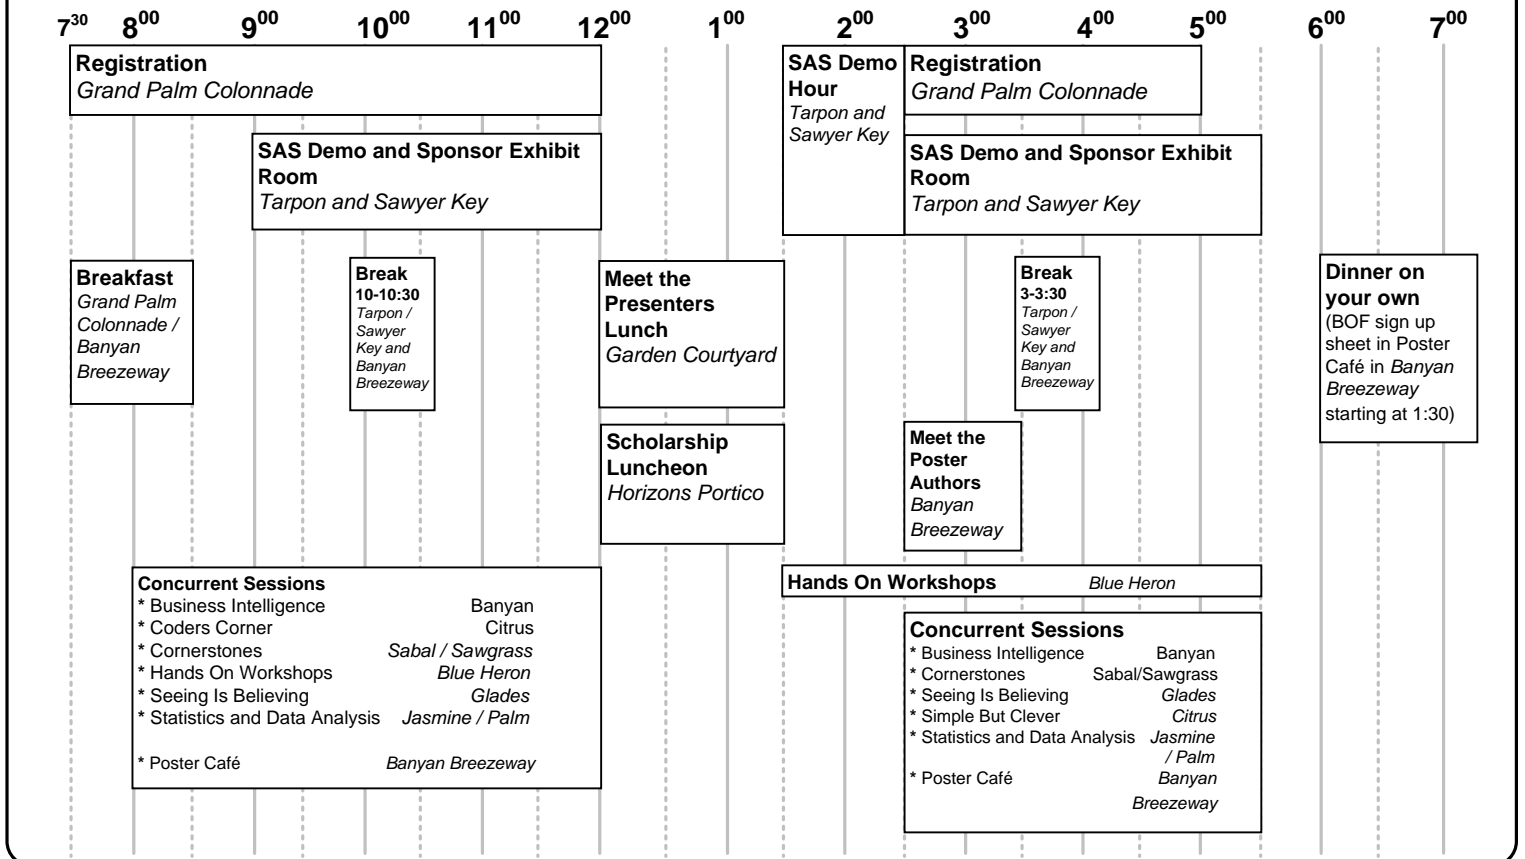 7³⁰ 8⁰⁰ 9⁰⁰ 10⁰⁰ 11⁰⁰ 12⁰⁰ 1⁰⁰ 2⁰⁰ 3⁰⁰ 4⁰⁰ 5⁰⁰ 6⁰⁰ 7⁰⁰
Registration
Grand Palm Colonnade
SAS Demo
Hour
Tarpon and
Sawyer Key
Registration
Grand Palm Colonnade
SAS Demo and Sponsor Exhibit
Room
Tarpon and Sawyer Key
SAS Demo and Sponsor Exhibit
Room
Tarpon and Sawyer Key
Breakfast
Grand Palm
Colonnade /
Banyan
Breezeway
Break
10-10:30
Tarpon /
Sawyer
Key and
Banyan
Breezeway
Meet the
Presenters
Lunch
Garden Courtyard
Break
3-3:30
Tarpon /
Sawyer
Key and
Banyan
Breezeway
Dinner on
your own
(BOF sign up
sheet in Poster
Café in Banyan
Breezeway
starting at 1:30)
Scholarship
Luncheon
Horizons Portico
Meet the
Poster
Authors
Banyan
Breezeway
Concurrent Sessions
* Business Intelligence Banyan
* Coders Corner Citrus
* Cornerstones Sabal / Sawgrass
* Hands On Workshops Blue Heron
* Seeing Is Believing Glades
* Statistics and Data Analysis Jasmine / Palm
* Poster Café Banyan Breezeway
Hands On Workshops Blue Heron
Concurrent Sessions
* Business Intelligence Banyan
* Cornerstones Sabal/Sawgrass
* Seeing Is Believing Glades
* Simple But Clever Citrus
* Statistics and Data Analysis Jasmine
/ Palm
* Poster Café Banyan
Breezeway